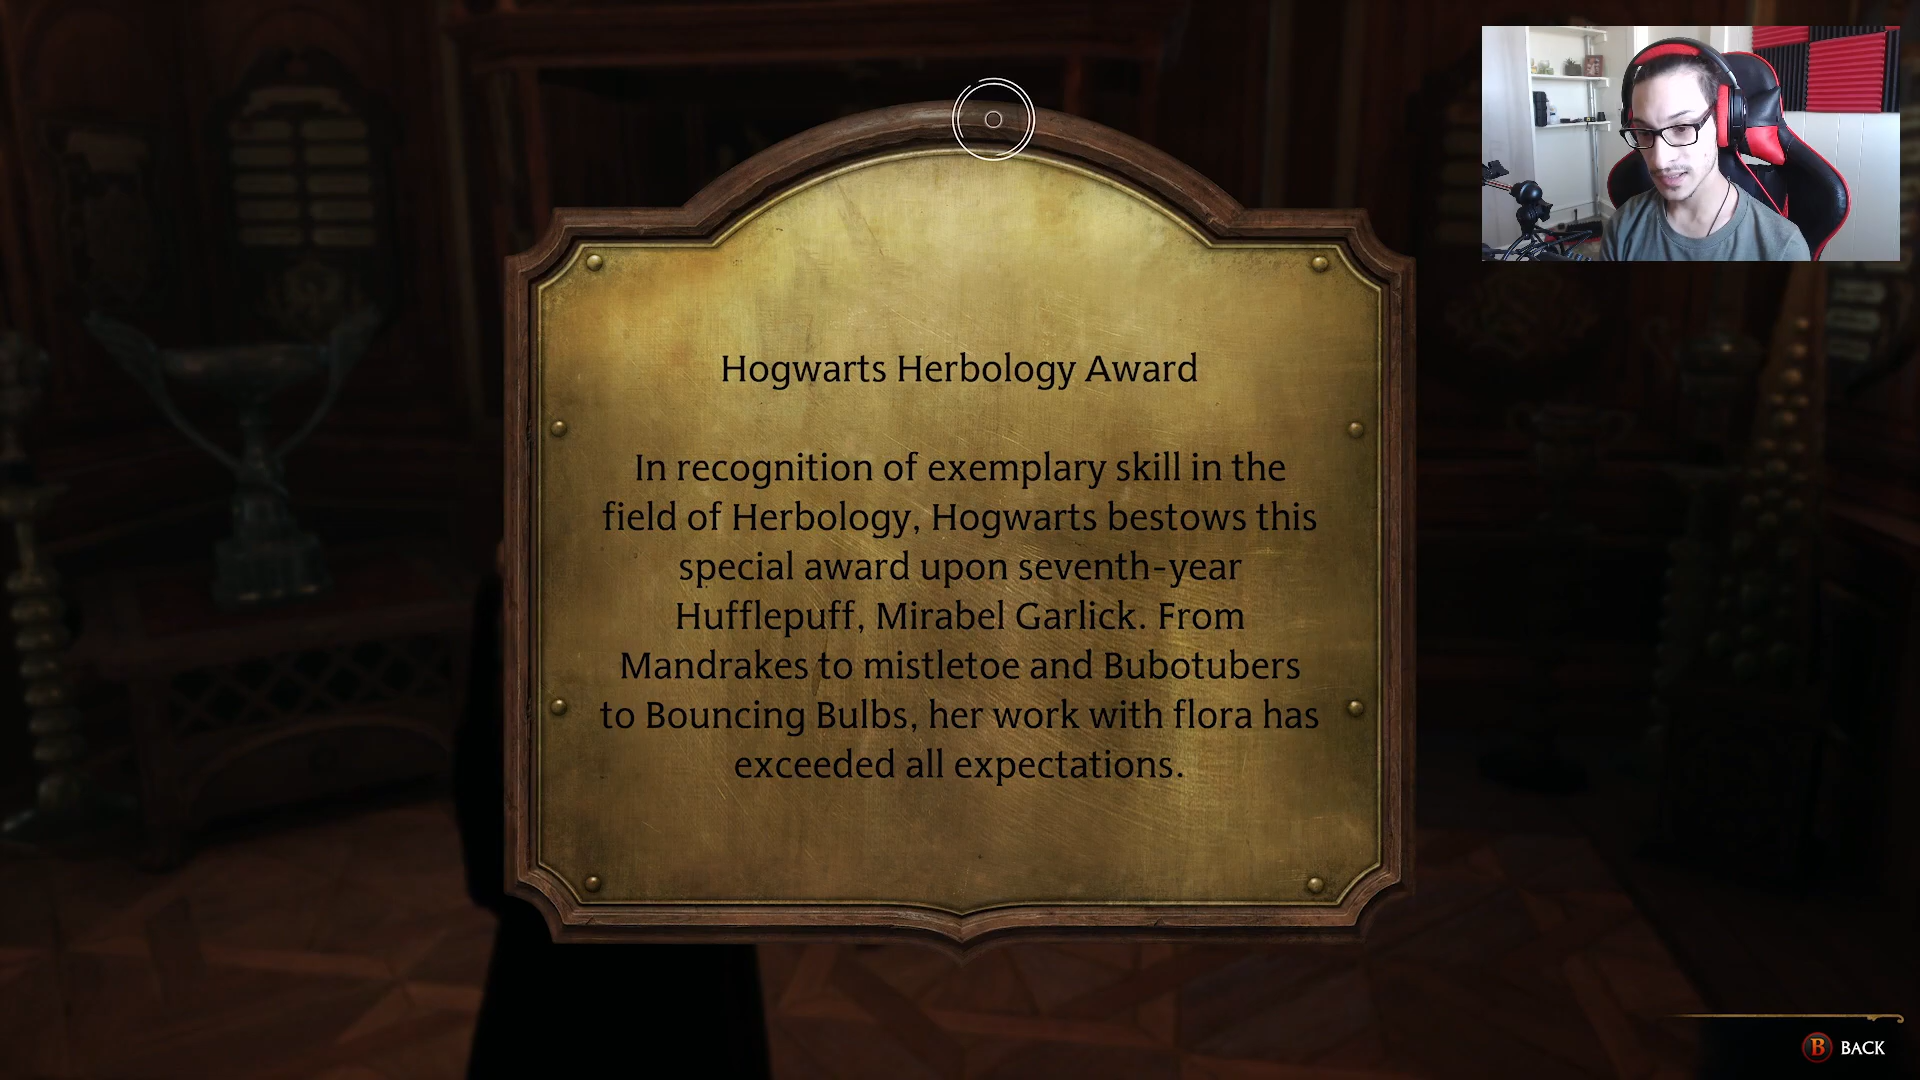 Hogwarts Herbology Award
In recognition of exemplary skill in the
field of Herbology, Hogwarts bestows this
special award upon seventh-year
Hufflepuff, Mirabel Garlick. From
Mandrakes to mistletoe and Bubotubers
to Bouncing Bulbs, her work with flora has
exceeded all expectations.
B BACK